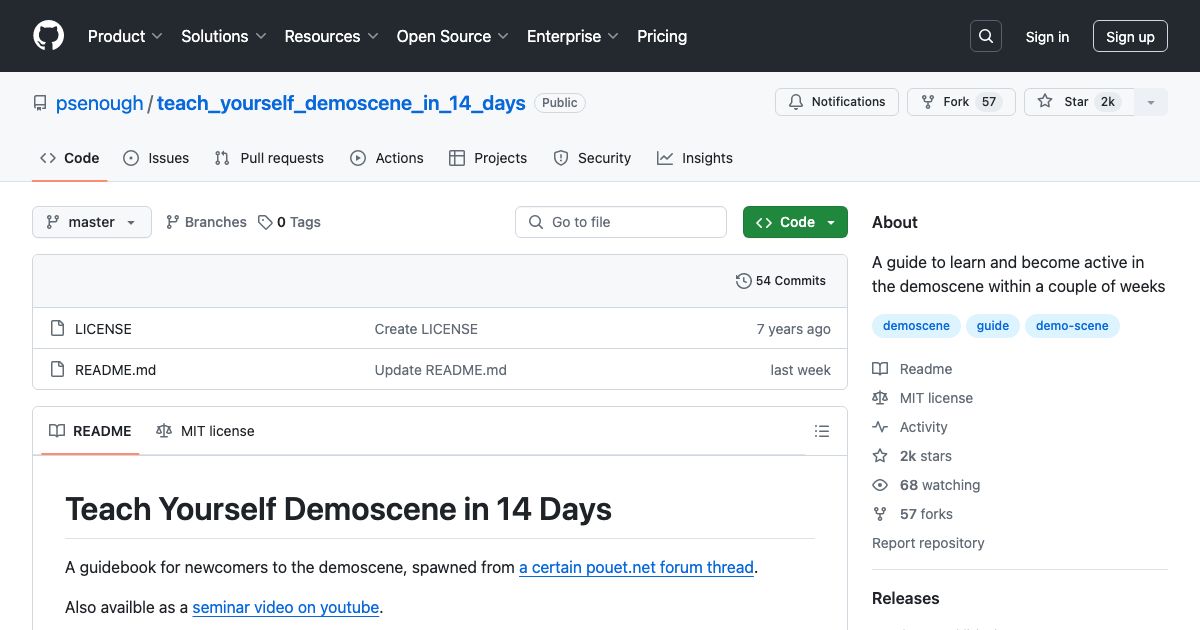 Product Solutions Resources Open Source Enterprise Pricing Sign in Sign up
psenough / teach_yourself_demoscene_in_14_days Public Notifications Fork 57 Star 2k
Code Issues Pull requests Actions Projects Security Insights
master Branches 0 Tags Go to file Code
54 Commits
LICENSE Create LICENSE 7 years ago
README.md Update README.md last week
README MIT license
Teach Yourself Demoscene in 14 Days
A guidebook for newcomers to the demoscene, spawned from a certain pouet.net forum thread.
Also availble as a seminar video on youtube.
About
A guide to learn and become active in
the demoscene within a couple of weeks
demoscene guide demo-scene
Readme
MIT license
Activity
2k stars
68 watching
57 forks
Report repository
Releases